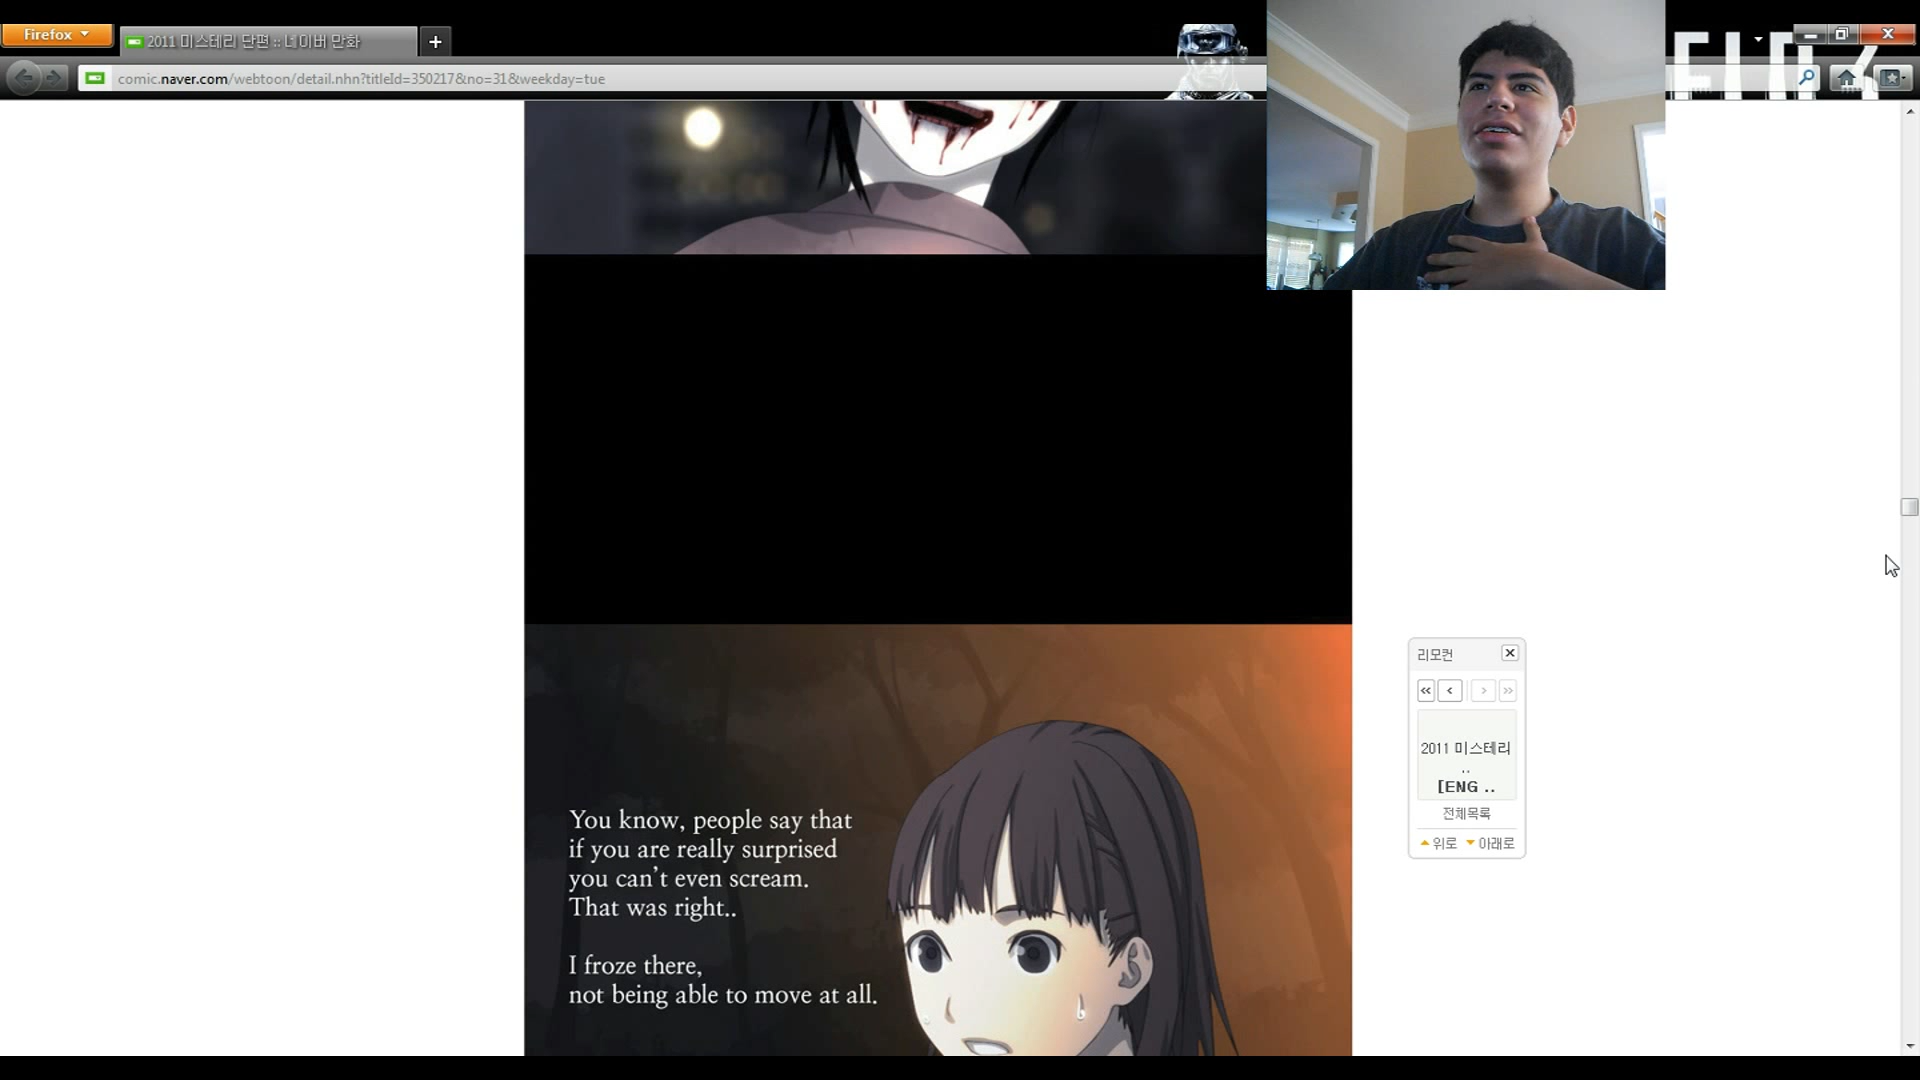 Firefox
2011 미스테리 단편 :: 네이버 만화
comic.naver.com/webtoon/detail.nhn?titleId=350217&no=31&weekday=tue
You know, people say that
if you are really surprised
you can't even scream.
That was right..
I froze there,
not being able to move at all.
리모컨
2011 미스테리
..
[ENG ..
전체목록
위로 아래로